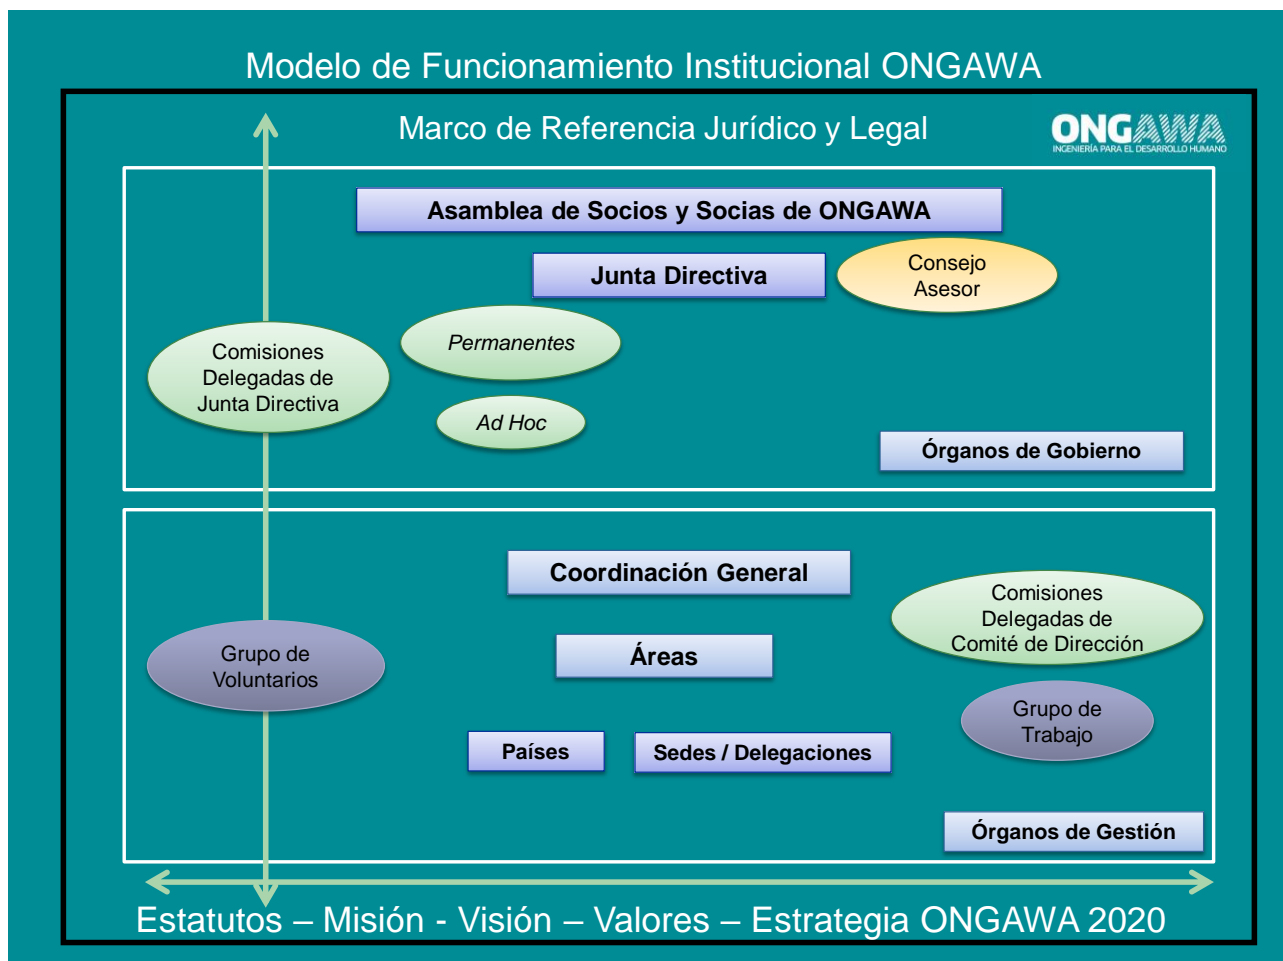 Modelo de Funcionamiento Institucional ONGAWA
Marco de Referencia Jurídico y Legal
ONGAWA
INGENIERÍA PARA EL DESARROLLO HUMANO
Asamblea de Socios y Socias de ONGAWA
Junta Directiva
Consejo
Asesor
Comisiones
Delegadas de
Junta Directiva
Permanentes
Ad Hoc
Órganos de Gobierno
Coordinación General
Comisiones
Delegadas de
Comité de Dirección
Grupo de
Voluntarios
Áreas
Grupo de
Trabajo
Países
Sedes / Delegaciones
Órganos de Gestión
Estatutos – Misión - Visión – Valores – Estrategia ONGAWA 2020